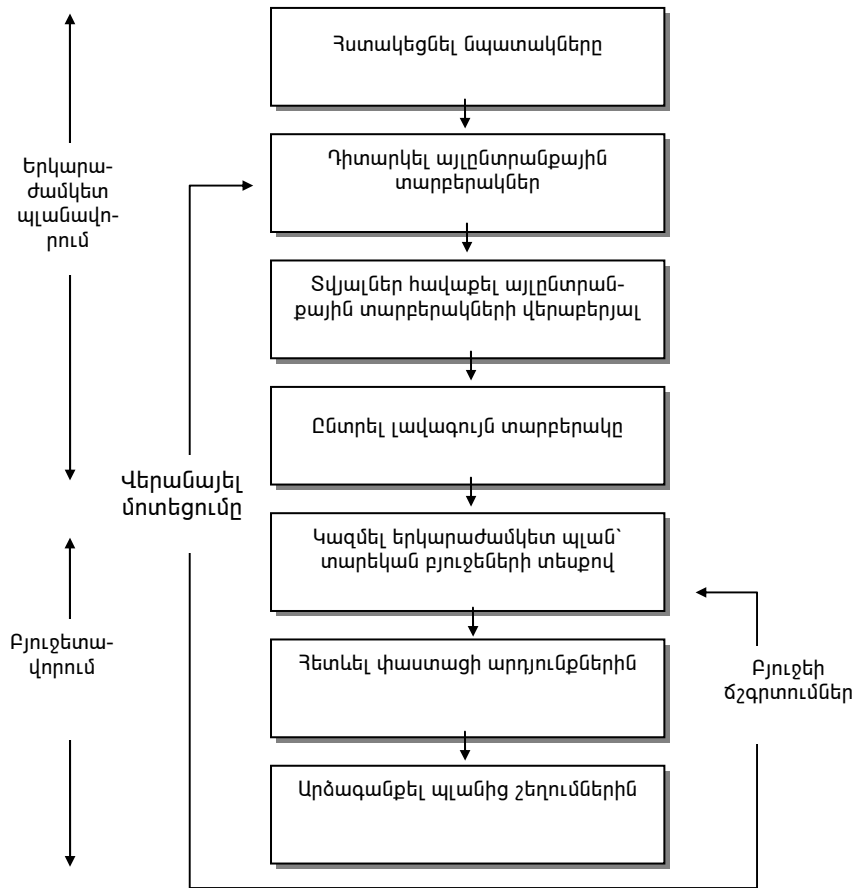 Հստակեցնել նպատակները
Դիտարկել այլընտրանքային
տարբերակներ
Երկարա-
ժամկետ
պլանավո-
րում
Տվյալներ հավաքել այլընտրան-
քային տարբերակների վերաբերյալ
Ընտրել լավագույն տարբերակը
Վերանայել
մոտեցումը
Կազմել երկարաժամկետ պլան՝
տարեկան բյուջեների տեսքով
Բյուջետա-
վորում
Հետևել փաստացի արդյունքներին
Բյուջեի
ճշգրտումներ
Արձագանքել պլանից շեղումներին